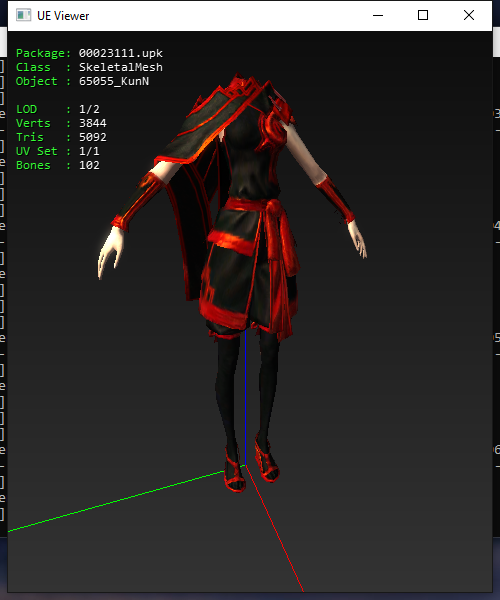 UE Viewer
Package: 00023111.upk
Class : SkeletalMesh
Object : 65055_KunN
LOD : 1/2
Verts : 3844
Tris : 5092
UV Set : 1/1
Bones : 102